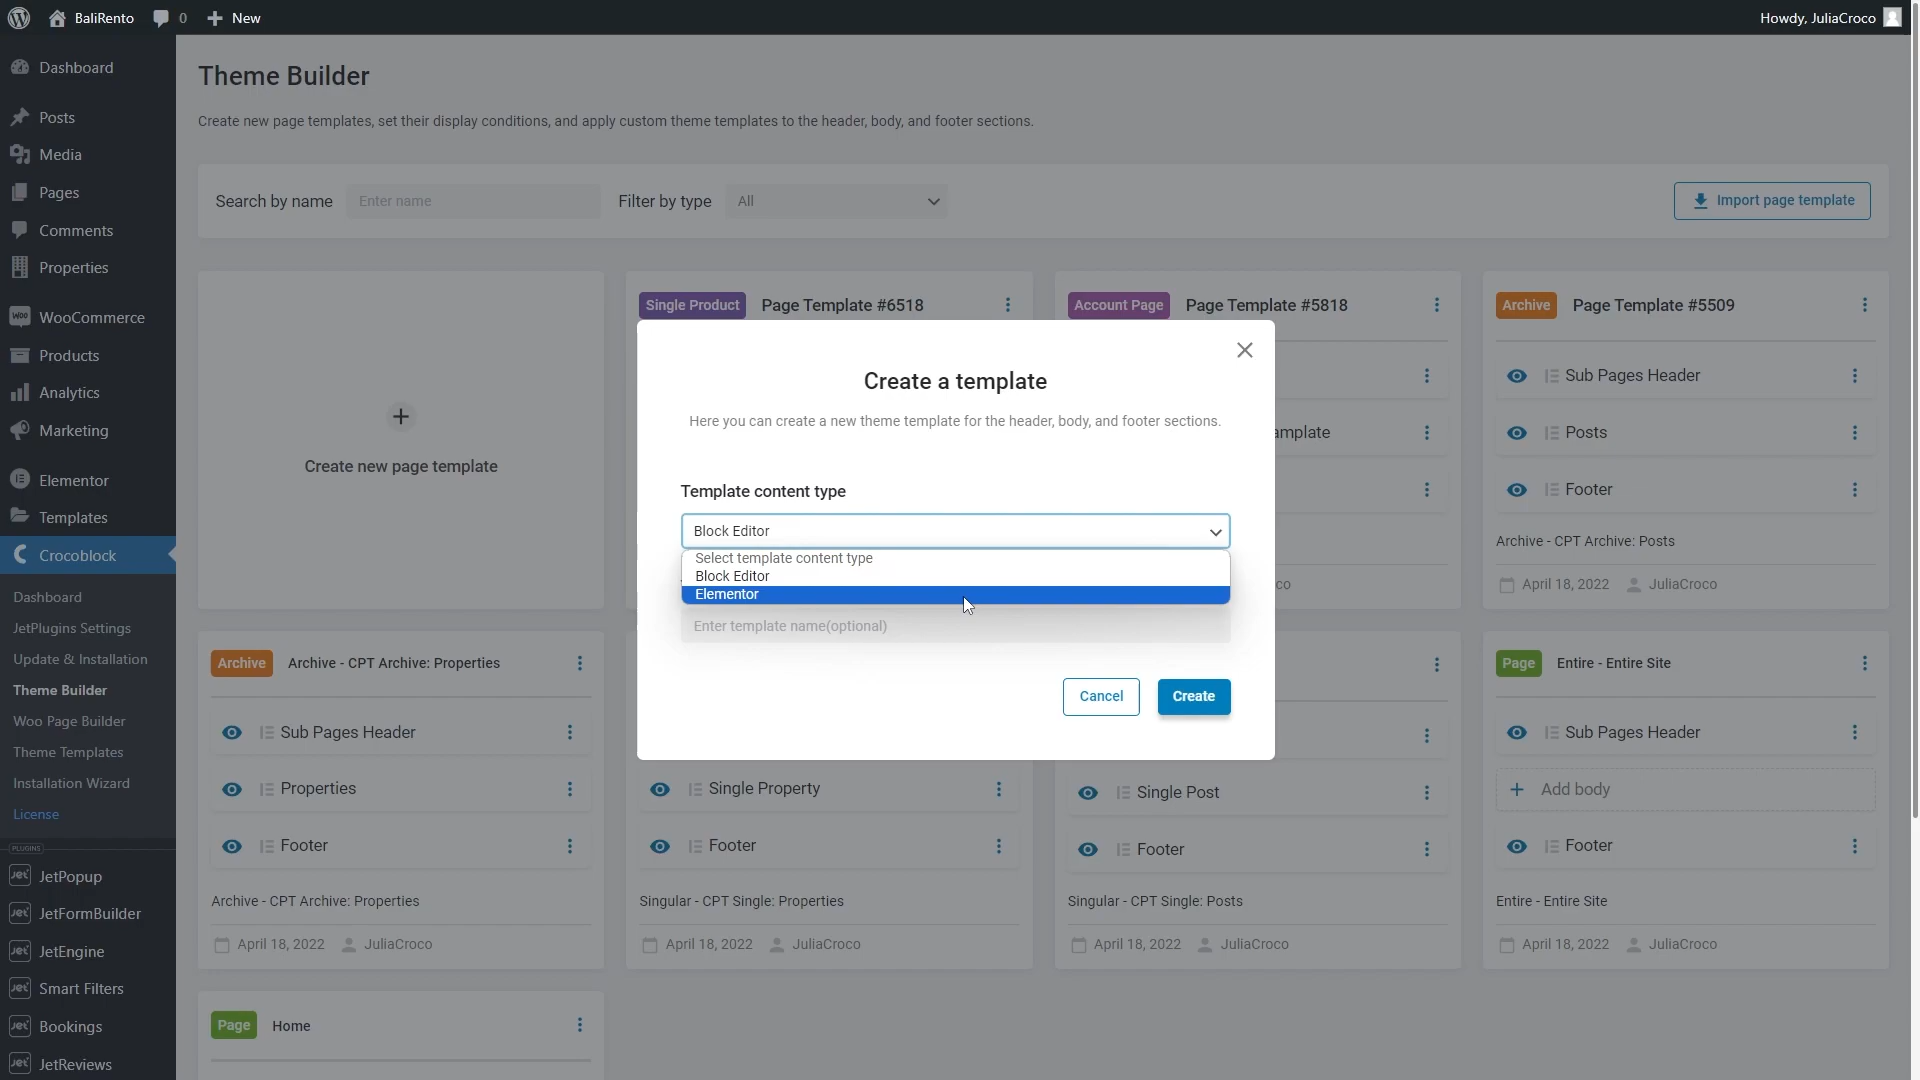 BaliRento
0
New
Howdy, JuliaCroco
Dashboard
Posts
Media
Pages
Comments
Properties
WooCommerce
Products
Analytics
Marketing
Elementor
Templates
Crocoblock
Dashboard
JetPlugins Settings
Update & Installation
Theme Builder
Woo Page Builder
Theme Templates
Installation Wizard
License
PLUGINS
JetPopup
JetFormBuilder
JetEngine
Smart Filters
Bookings
JetReviews
Theme Builder
Create new page templates, set their display conditions, and apply custom theme templates to the header, body, and footer sections.
Search by name
Enter name
Filter by type
All
Import page template
Create new page template
Single Product Page Template #6518
Account Page Page Template #5818
Archive Page Template #5509
Sub Pages Header
Posts
Footer
Archive - CPT Archive: Posts
April 18, 2022 JuliaCroco
Create a template
Here you can create a new theme template for the header, body, and footer sections.
Template content type
Block Editor
Select template content type
Block Editor
Elementor
Enter template name(optional)
Cancel
Create
Archive Archive - CPT Archive: Properties
Sub Pages Header
Properties
Footer
Archive - CPT Archive: Properties
April 18, 2022 JuliaCroco
Single Property
Footer
Singular - CPT Single: Properties
April 18, 2022 JuliaCroco
Single Post
Footer
Singular - CPT Single: Posts
April 18, 2022 JuliaCroco
Page Entire - Entire Site
Sub Pages Header
Add body
Footer
Entire - Entire Site
April 18, 2022 JuliaCroco
Page Home